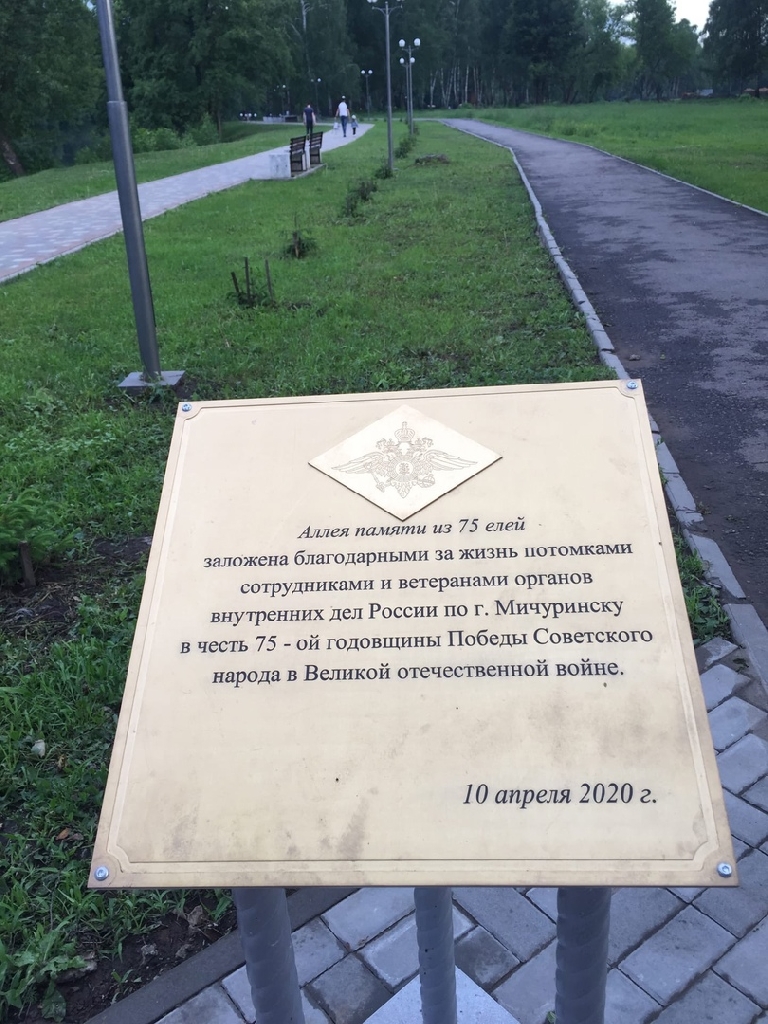 Аллея памяти из 75 елей
заложена благодарными за жизнь потомками
сотрудниками и ветеранами органов
внутренних дел России по г. Мичуринску
в честь 75 - ой годовщины Победы Советского
народа в Великой отечественной войне.
10 апреля 2020 г.